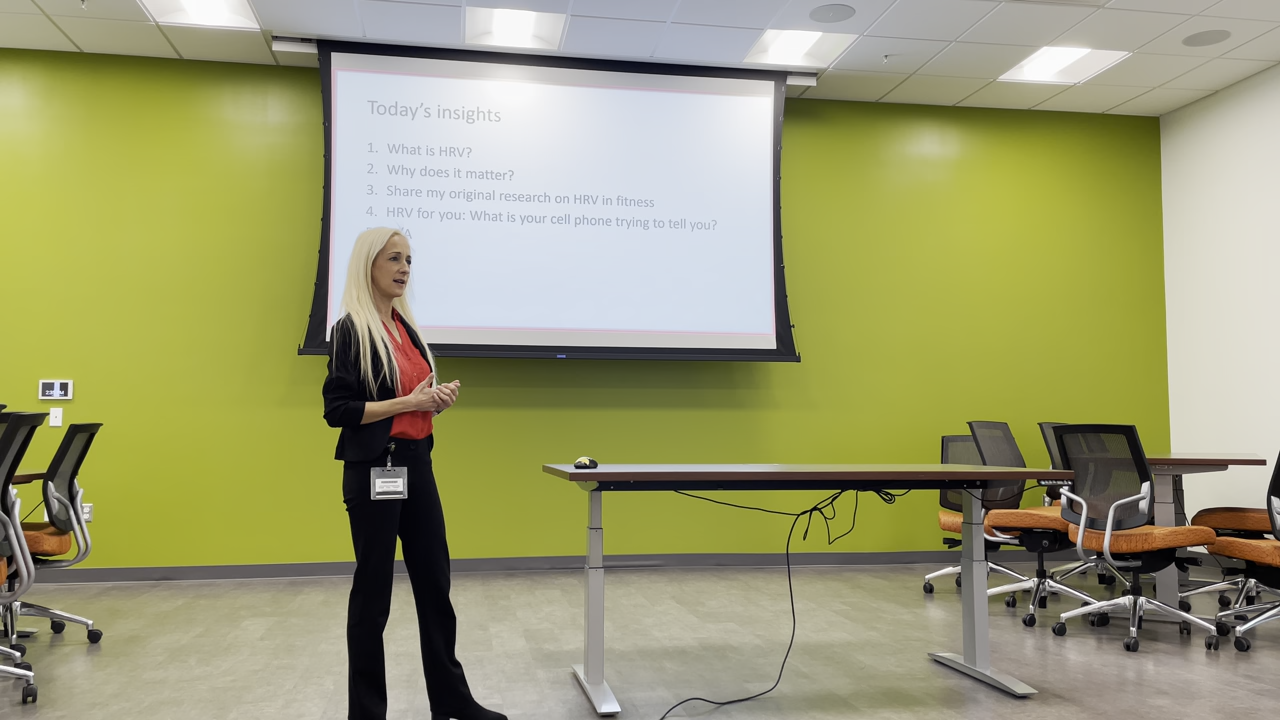 Today's insights
1. What is HRV?
2. Why does it matter?
3. Share my original research on HRV in fitness
4. HRV for you: What is your cell phone trying to tell you?